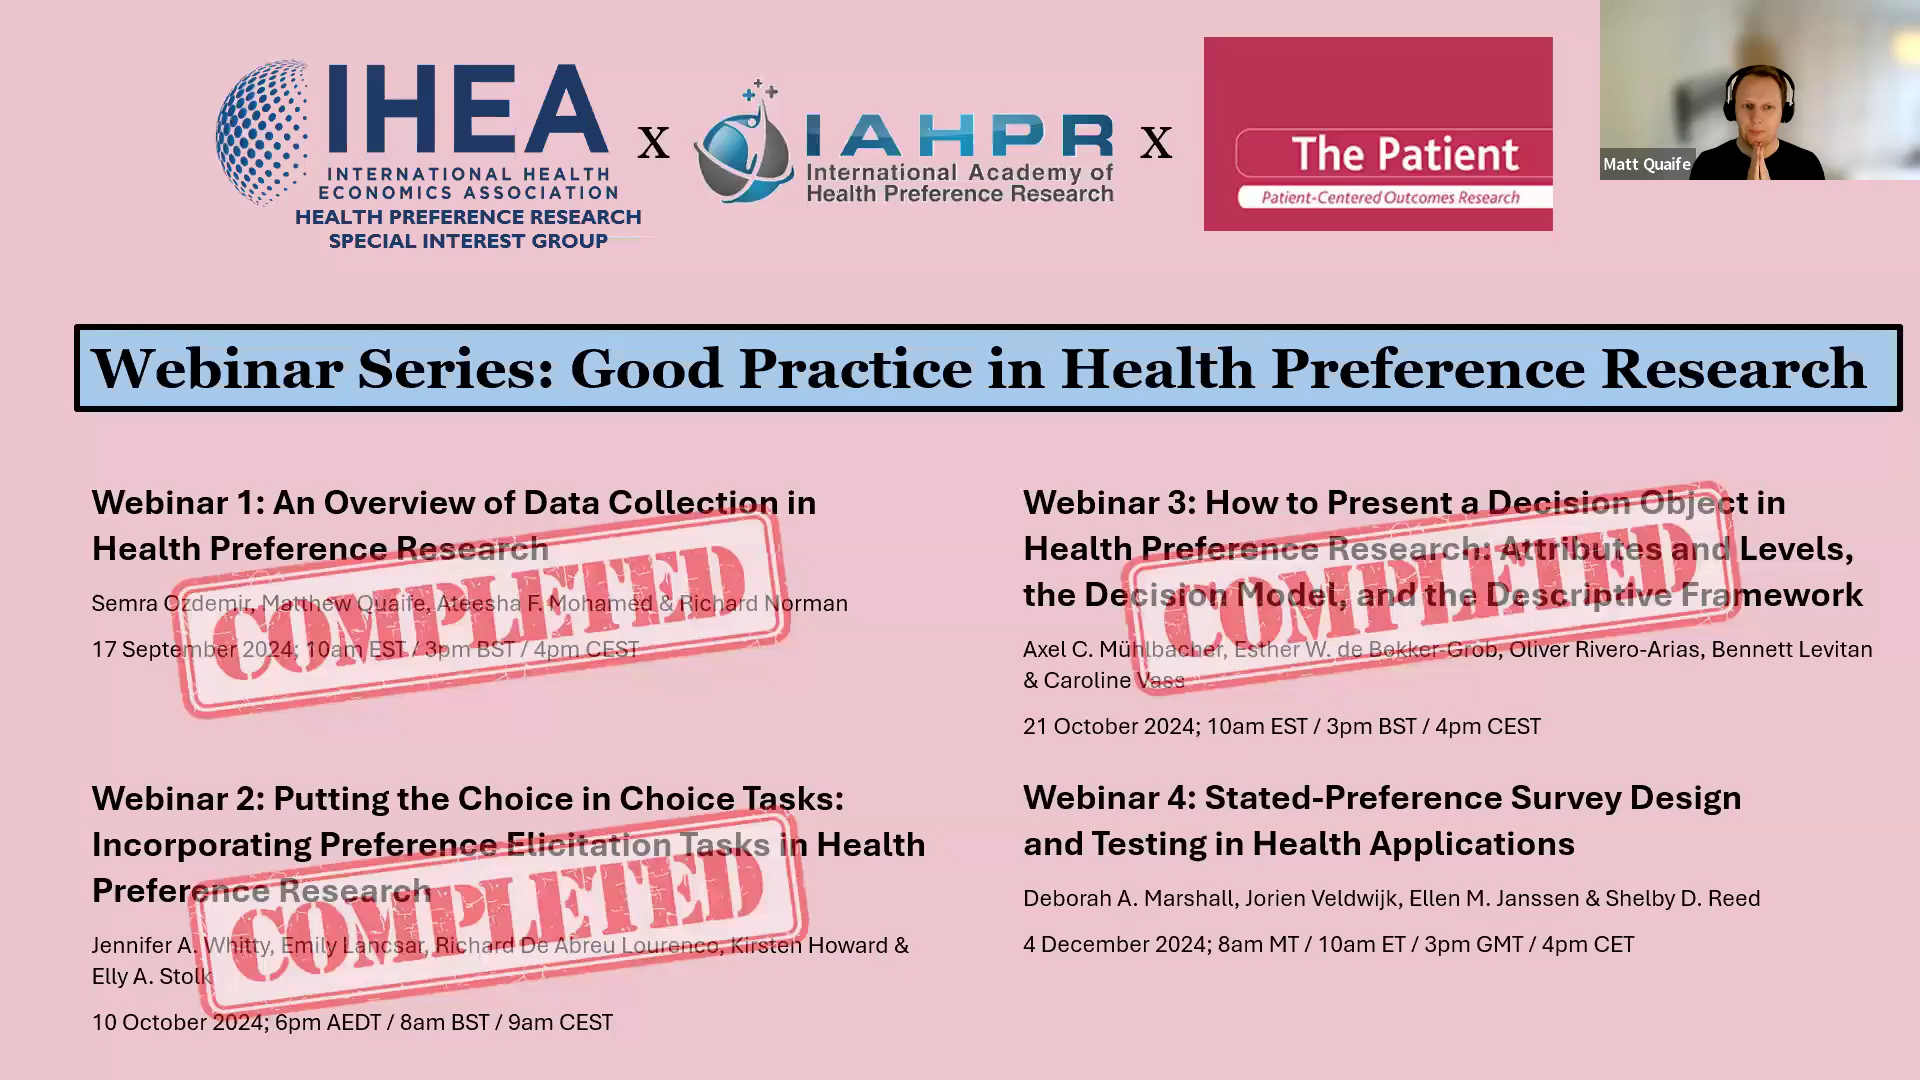 IHEA
INTERNATIONAL HEALTH
ECONOMICS ASSOCIATION
HEALTH PREFERENCE RESEARCH
SPECIAL INTEREST GROUP
x
IAHPR
International Academy of
Health Preference Research
x
The Patient
Patient-Centered Outcomes Research
Matt Quaife
Webinar Series: Good Practice in Health Preference Research
Webinar 1: An Overview of Data Collection in
Health Preference Research
Semra Ozdemir, Matthew Quaife, Ateesha F. Mohamed & Richard Norman
17 September 2024; 10am EST / 3pm BST / 4pm CEST
COMPLETED
Webinar 2: Putting the Choice in Choice Tasks:
Incorporating Preference Elicitation Tasks in Health
Preference Research
Jennifer A. Whitty, Emily Lancsar, Richard De Abreu Lourenco, Kirsten Howard &
Elly A. Stolk
10 October 2024; 6pm AEDT / 8am BST / 9am CEST
COMPLETED
Webinar 3: How to Present a Decision Object in
Health Preference Research: Attributes and Levels,
the Decision Model, and the Descriptive Framework
Axel C. Mühlbacher, Esther W. de Bekker-Grob, Oliver Rivero-Arias, Bennett Levitan
& Caroline Vass
21 October 2024; 10am EST / 3pm BST / 4pm CEST
COMPLETED
Webinar 4: Stated-Preference Survey Design
and Testing in Health Applications
Deborah A. Marshall, Jorien Veldwijk, Ellen M. Janssen & Shelby D. Reed
4 December 2024; 8am MT / 10am ET / 3pm GMT / 4pm CET